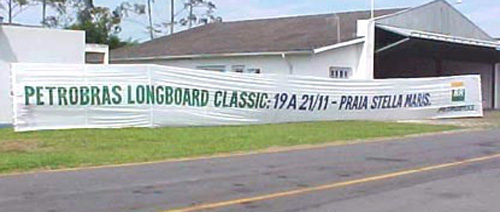 PETROBRAS LONGBOARD CLASSIC: 19 A 21/11 - PRAIA STELLA MARIS.